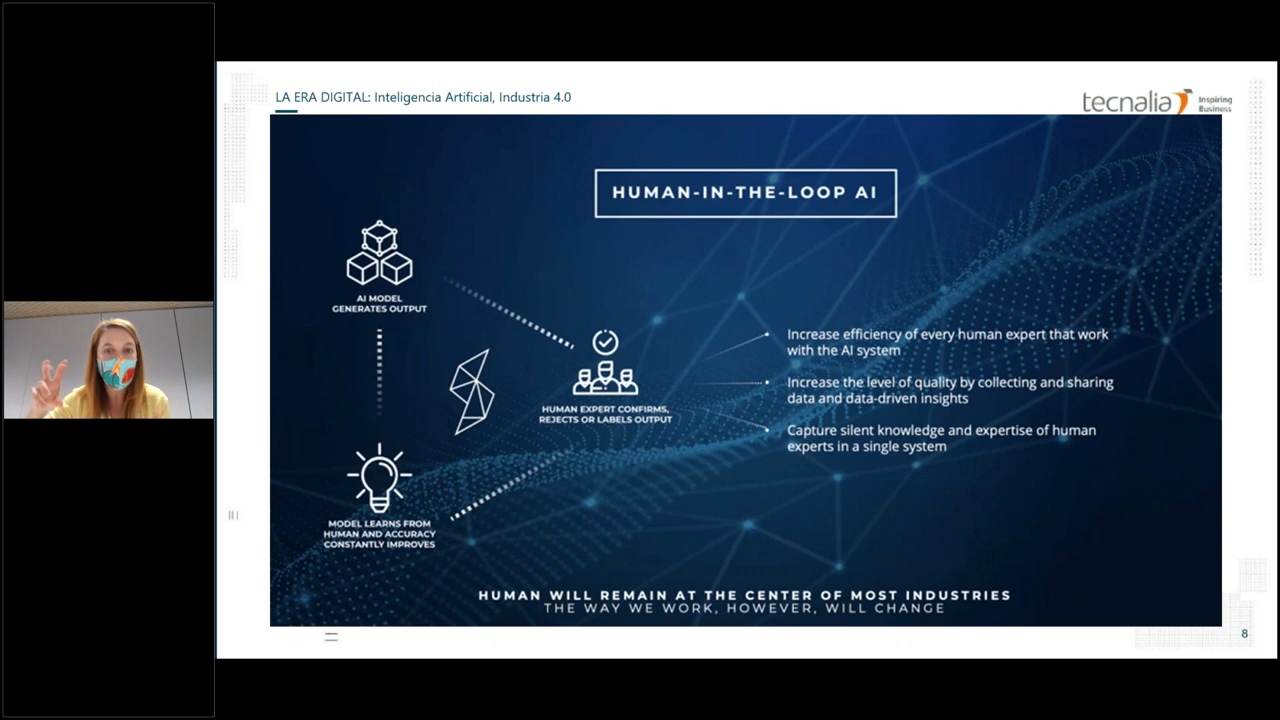 LA ERA DIGITAL: Inteligencia Artificial, Industria 4.0
tecnalia
Inspiring
Business
HUMAN-IN-THE-LOOP AI
AI MODEL
GENERATES OUTPUT
HUMAN EXPERT CONFIRMS,
REJECTS OR LABELS OUTPUT
MODEL LEARNS FROM
HUMAN AND ACCURACY
CONSTANTLY IMPROVES
Increase efficiency of every human expert that work
with the AI system
Increase the level of quality by collecting and sharing
data and data-driven insights
Capture silent knowledge and expertise of human
experts in a single system
HUMAN WILL REMAIN AT THE CENTER OF MOST INDUSTRIES
THE WAY WE WORK, HOWEVER, WILL CHANGE
8